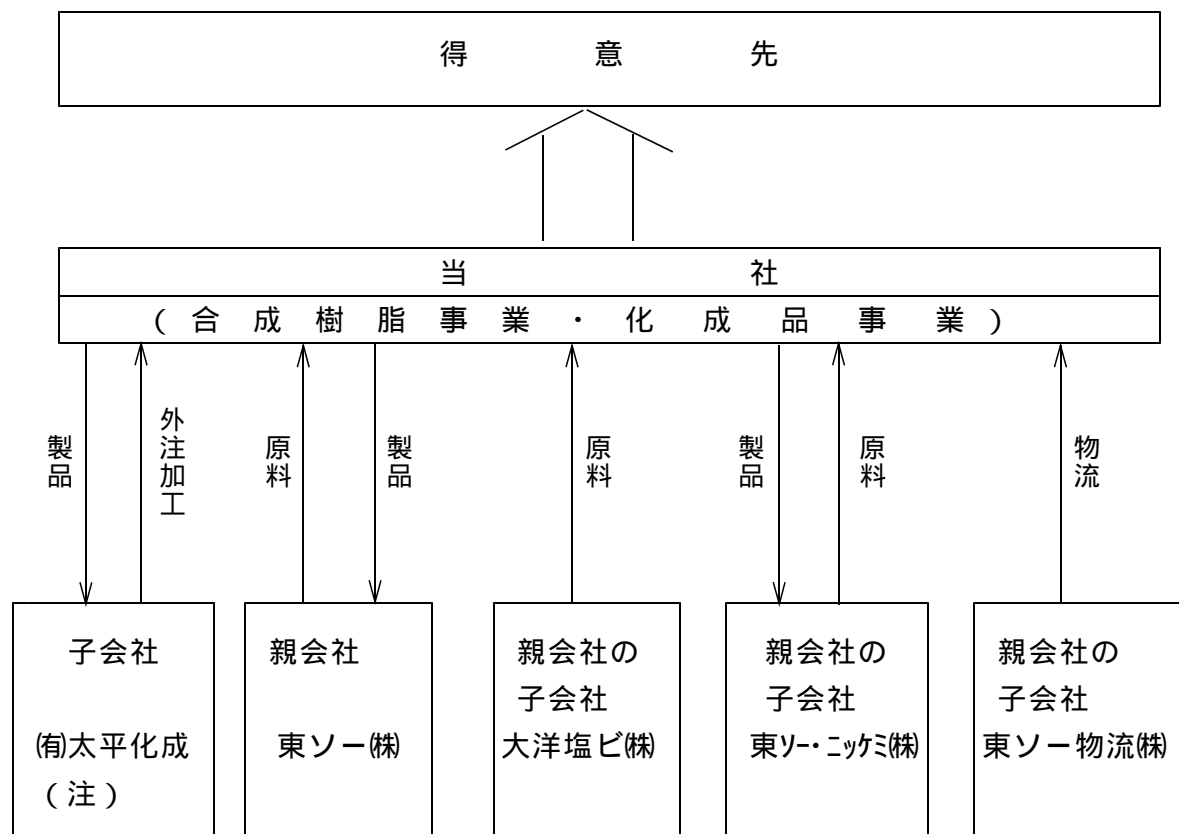 得意先
当社
(合成樹脂事業・化成品事業)
製品
外注加工
原料
製品
原料
製品
原料
物流
子会社
㈲太平化成
(注)
親会社
東ソー㈱
親会社の
子会社
大洋塩ビ㈱
親会社の
子会社
東ソー・ニッケミ㈱
親会社の
子会社
東ソー物流㈱